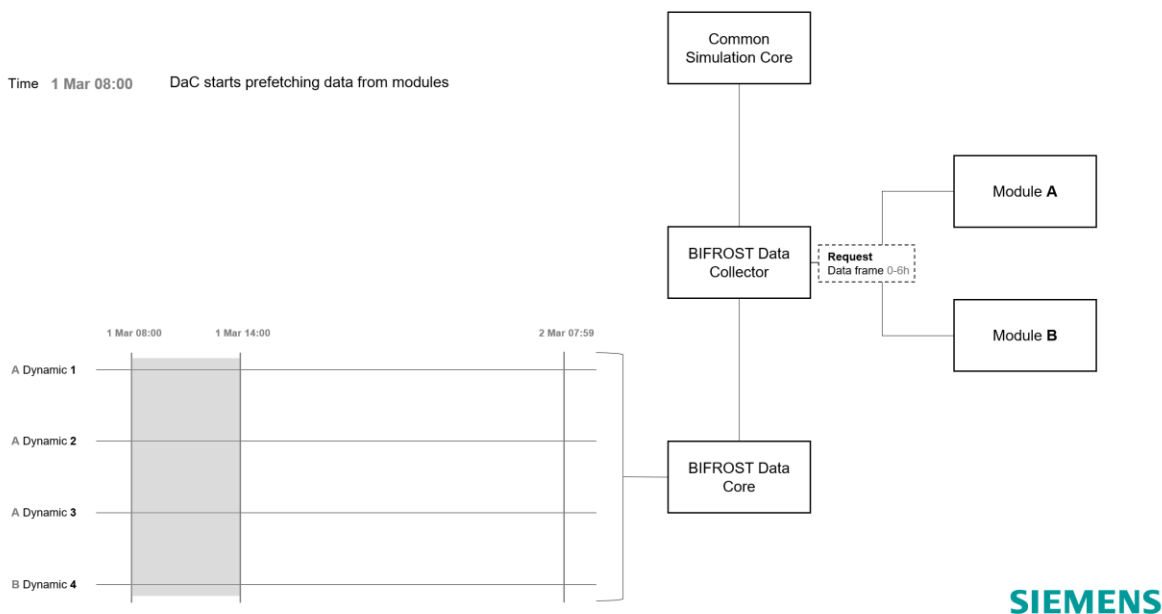 Common
Simulation Core
Time 1 Mar 08:00 DaC starts prefetching data from modules
Module A
BIFROST Data
Collector
Request
Data frame 0-6h
Module B
1 Mar 08:00 1 Mar 14:00 2 Mar 07:59
A Dynamic 1
A Dynamic 2
BIFROST Data
Core
A Dynamic 3
B Dynamic 4
SIEMENS